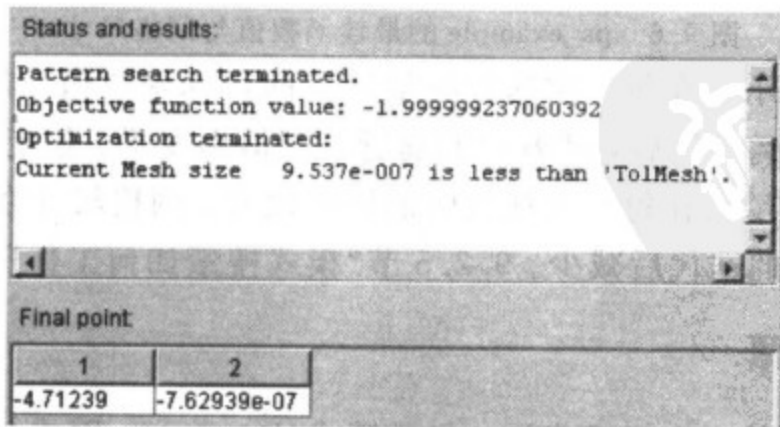 Status and results:
Pattern search terminated.
Objective function value: -1.999999237060392
Optimization terminated:
Current Mesh size 9.537e-007 is less than 'TolMesh'.
Final point:
1 2
-4.71239 -7.62939e-07